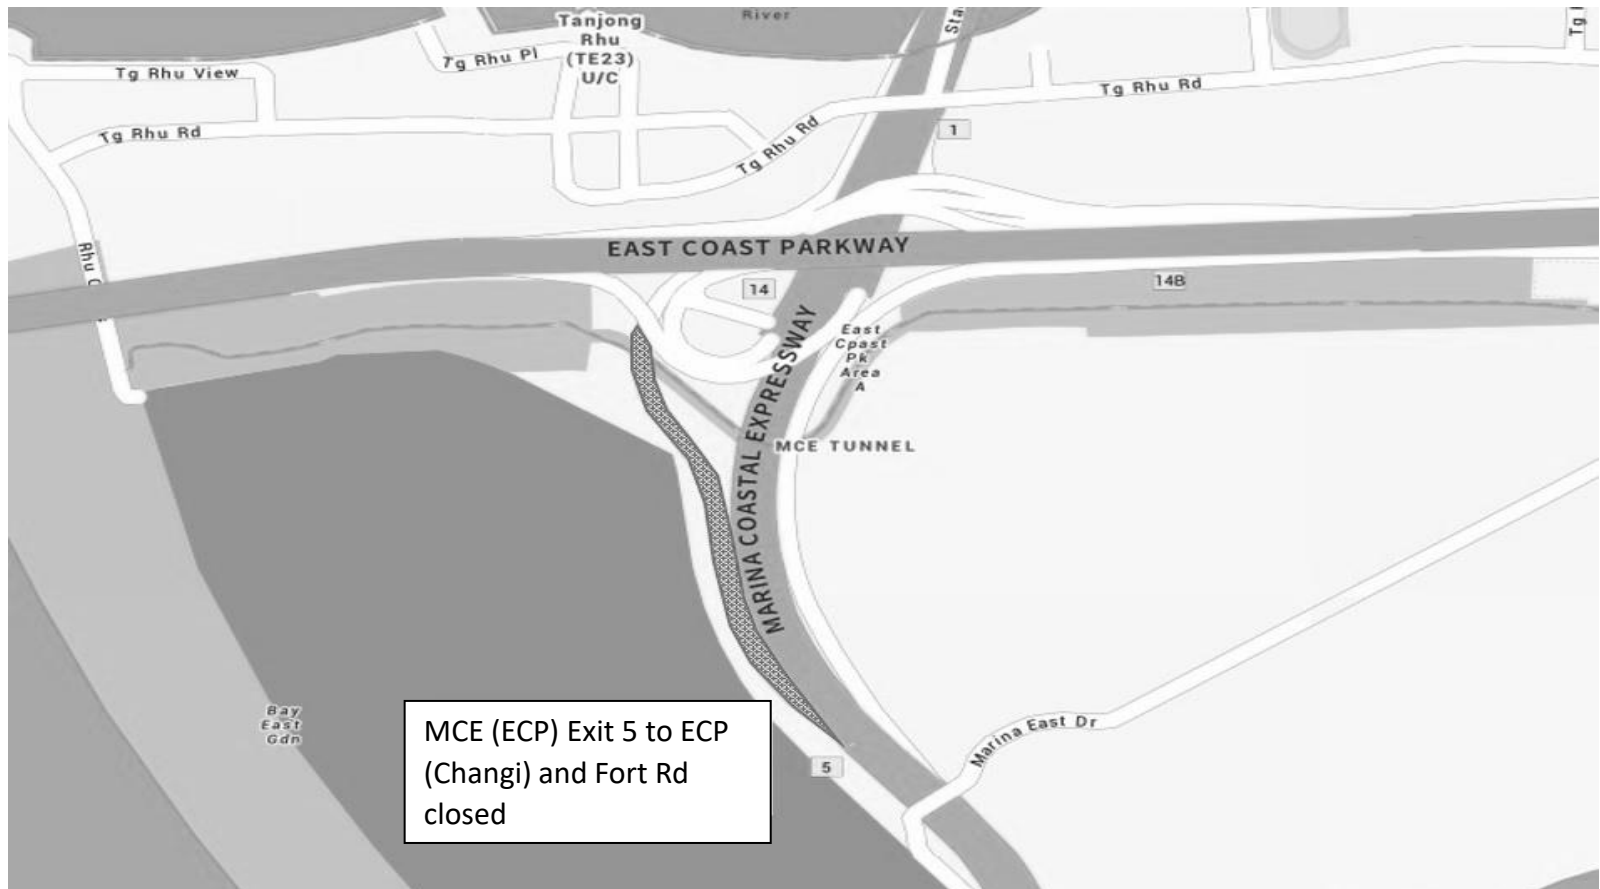 River
Sta
Tg
Tanjong
Rhu
(TE23)
U/C
Tg Rhu Pl
Tg Rhu View
Tg Rhu Rd
Tg Rhu Rd
Tg Rhu Rd
1
Rhu
EAST COAST PARKWAY
14
14B
East
Cpast
Pk
Area
A
MARINA COASTAL EXPRESSWAY
MCE TUNNEL
Bay
East
Gdn
MCE (ECP) Exit 5 to ECP
(Changi) and Fort Rd
closed
5
Marina East Dr